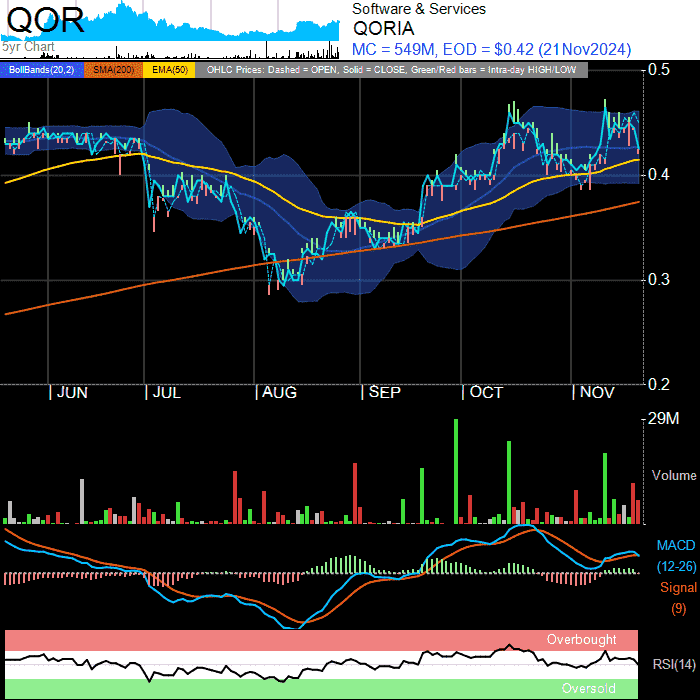 QOR
5yr Chart
Software & Services
QORIA
MC = 549M, EOD = $0.42 (21Nov2024)
BollBands(20,2) SMA(200) EMA(50) OHLC Prices: Dashed = OPEN, Solid = CLOSE, Green/Red bars = Intra-day HIGH/LOW
0.5
0.4
0.3
0.2
JUN JUL AUG SEP OCT NOV
29M
Volume
MACD
(12-26)
Signal
(9)
Overbought
RSI(14)
Oversold